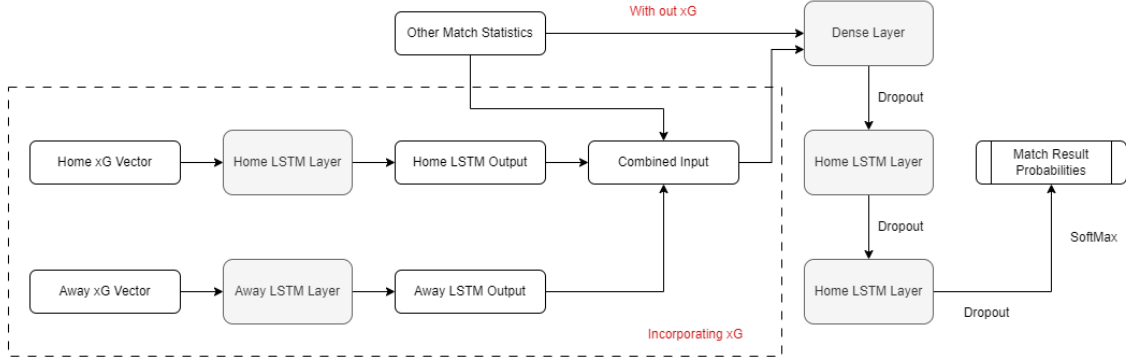 With out xG
Other Match Statistics
Dense Layer
Dropout
Home xG Vector
Home LSTM Layer
Home LSTM Output
Combined Input
Home LSTM Layer
Match Result
Probabilities
Dropout
SoftMax
Away xG Vector
Away LSTM Layer
Away LSTM Output
Home LSTM Layer
Dropout
Incorporating xG